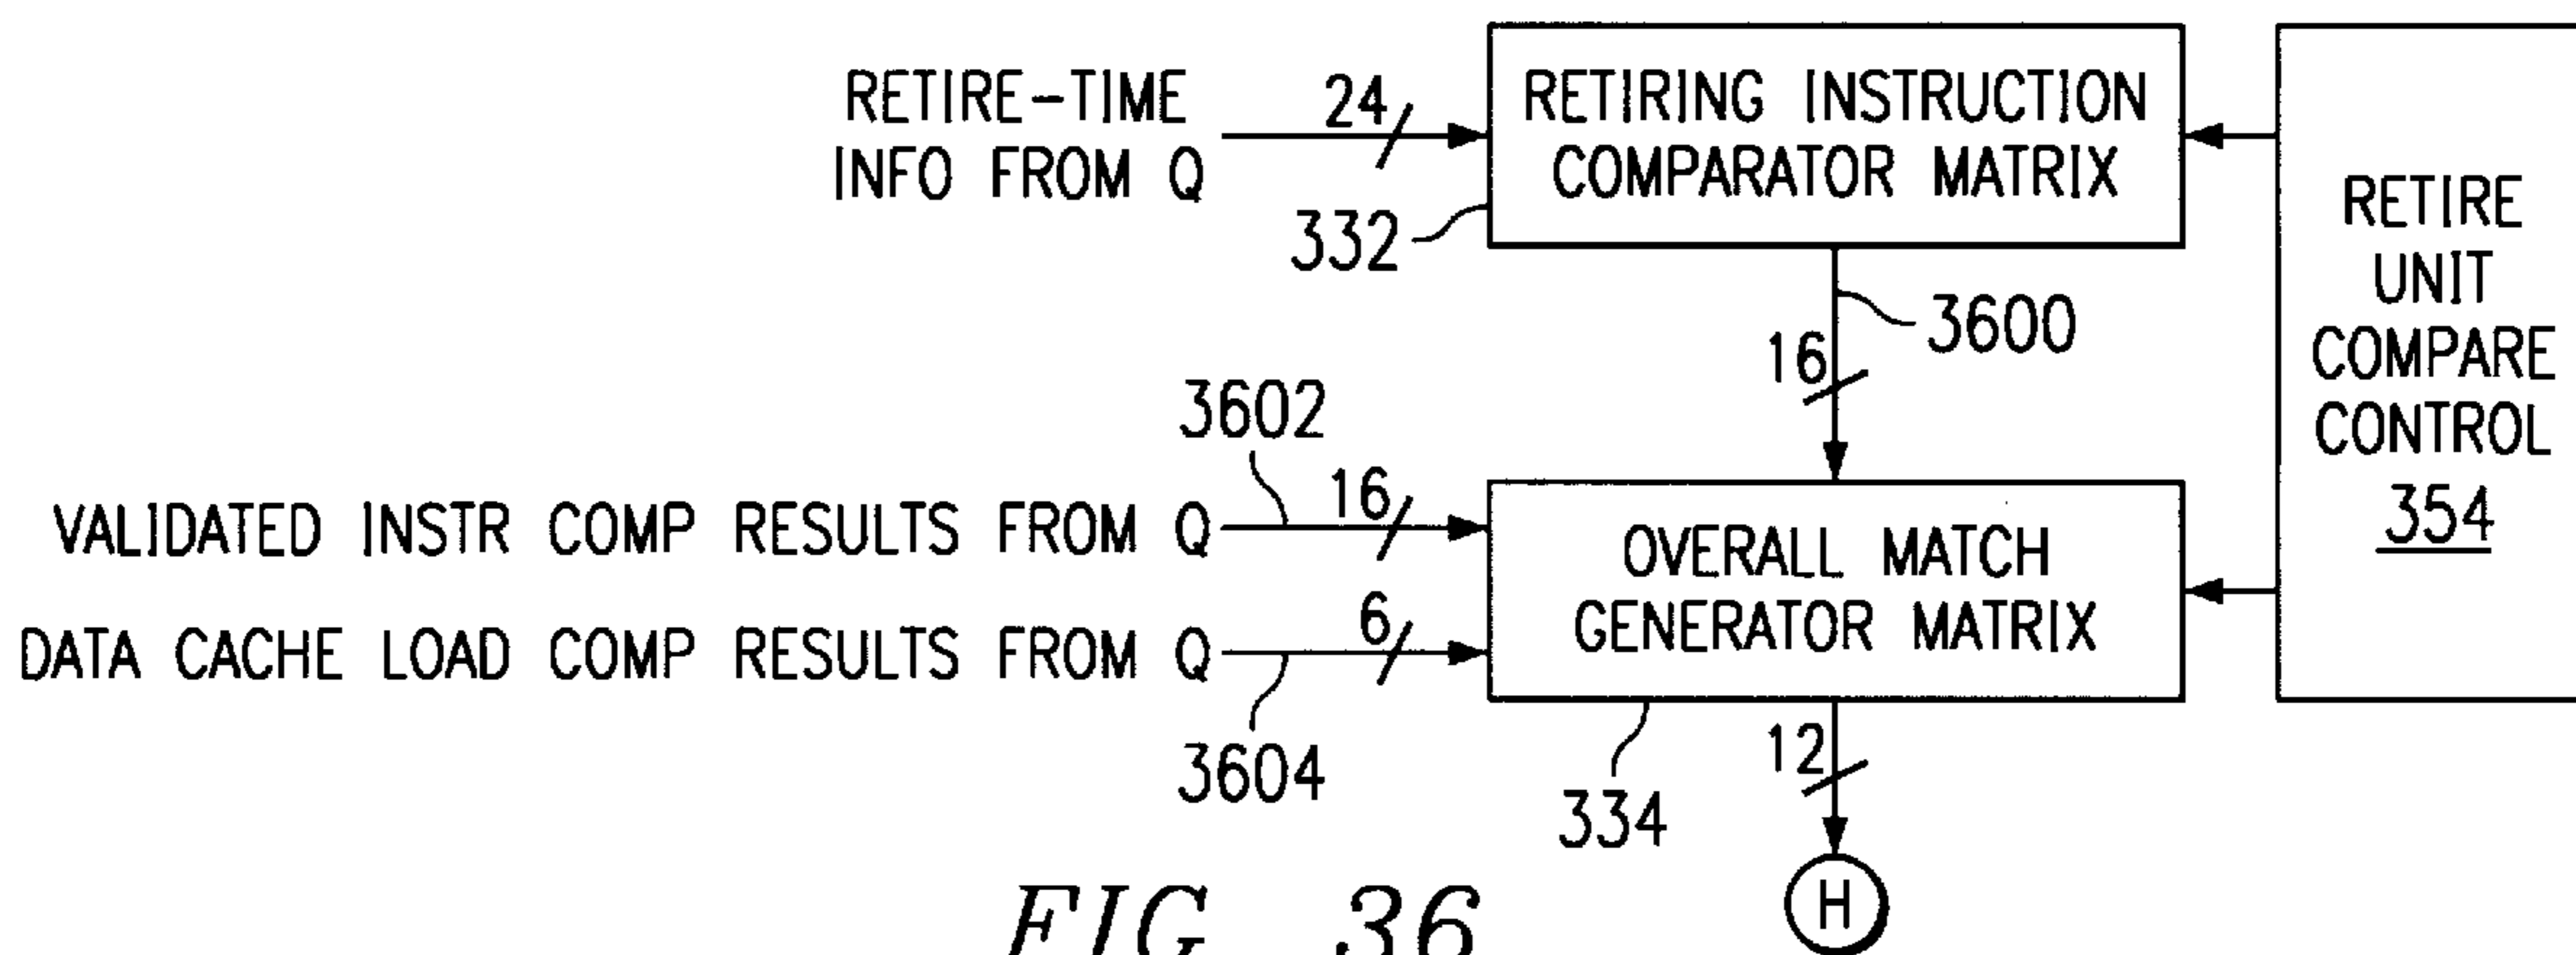 RETIRE-TIME
INFO FROM Q
24
332
RETIRING INSTRUCTION
COMPARATOR MATRIX
3600
16
RETIRE
UNIT
COMPARE
CONTROL
354
3602
VALIDATED INSTR COMP RESULTS FROM Q
16
DATA CACHE LOAD COMP RESULTS FROM Q
6
3604
OVERALL MATCH
GENERATOR MATRIX
334
12
H
FIG 36